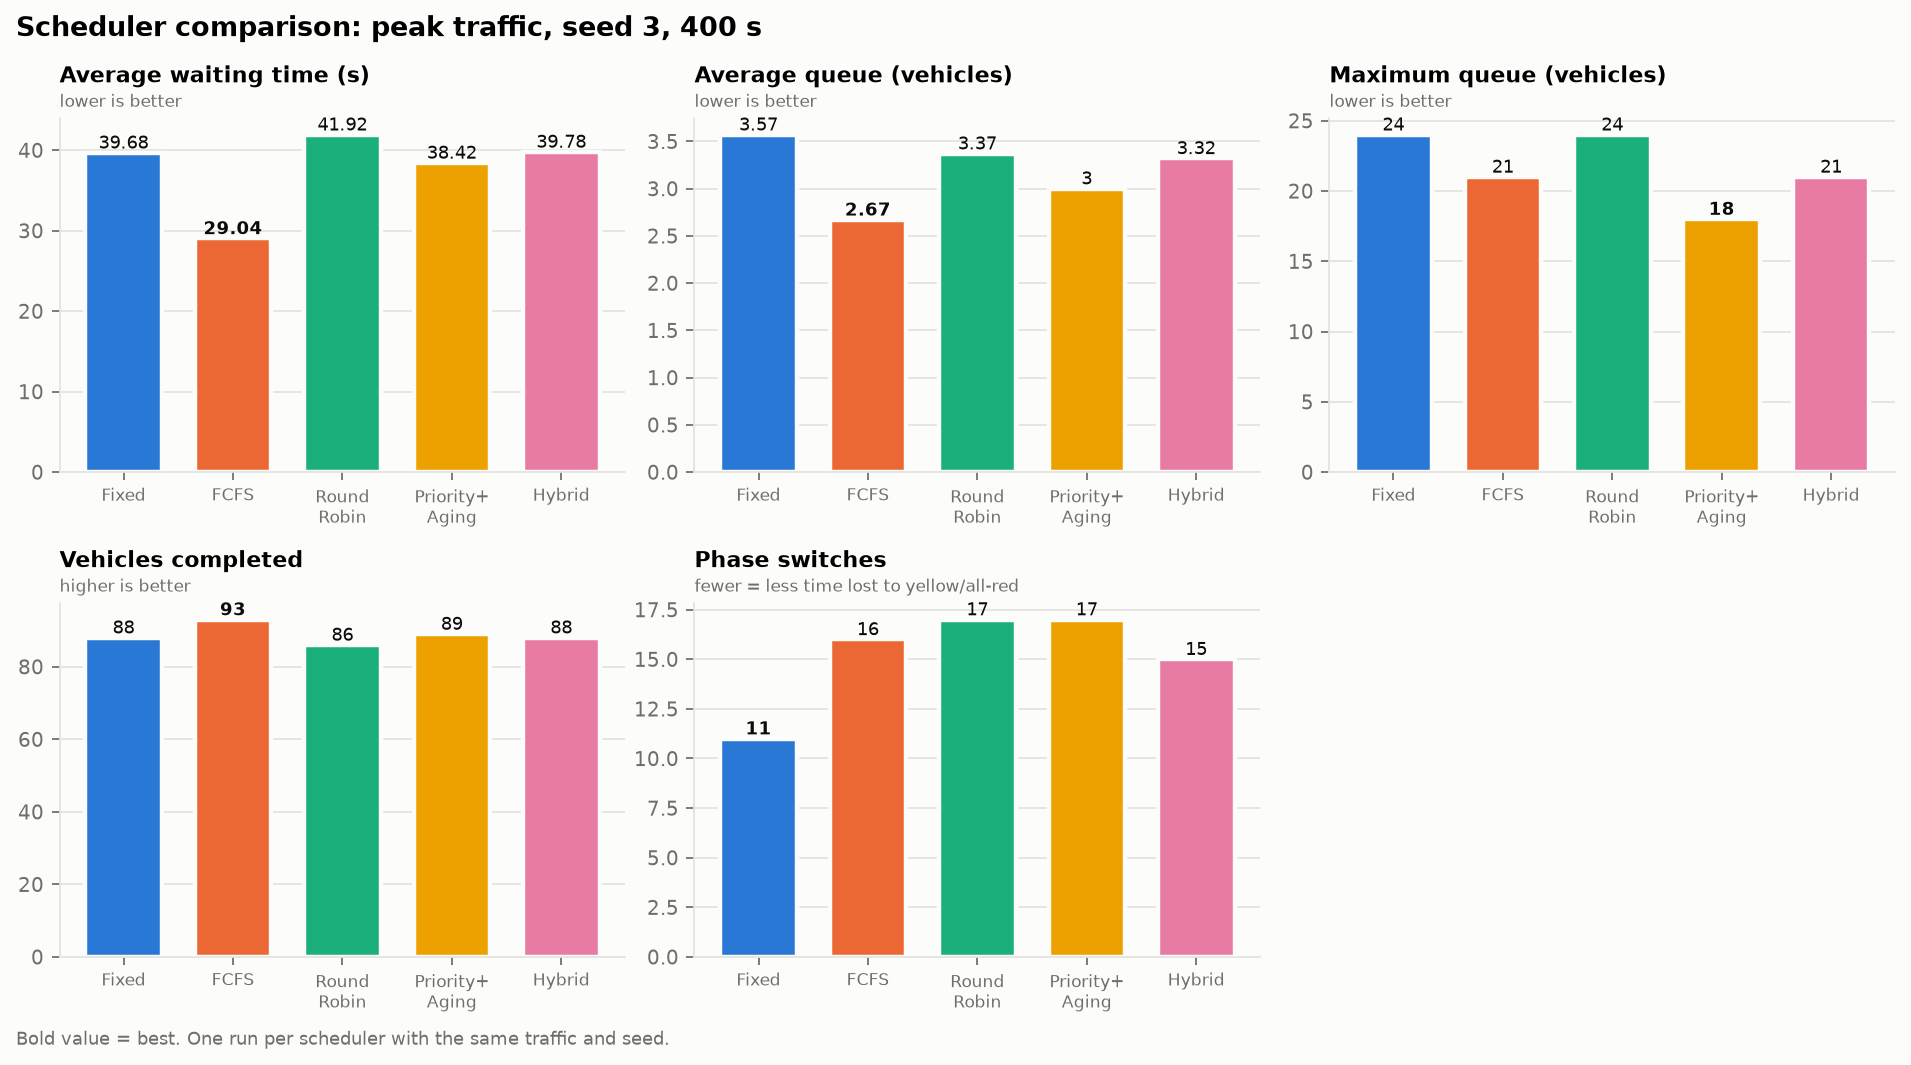 Scheduler comparison: peak traffic, seed 3, 400 s
Average waiting time (s)
lower is better
40
30
20
10
0
39.68
29.04
41.92
38.42
39.78
Fixed
FCFS
Round
Robin
Priority+
Aging
Hybrid
Average queue (vehicles)
lower is better
3.5
3.0
2.5
2.0
1.5
1.0
0.5
0.0
3.57
2.67
3.37
3
3.32
Fixed
FCFS
Round
Robin
Priority+
Aging
Hybrid
Maximum queue (vehicles)
lower is better
25
20
15
10
5
0
24
21
24
18
21
Fixed
FCFS
Round
Robin
Priority+
Aging
Hybrid
Vehicles completed
higher is better
80
60
40
20
0
88
93
86
89
88
Fixed
FCFS
Round
Robin
Priority+
Aging
Hybrid
Phase switches
fewer = less time lost to yellow/all-red
17.5
15.0
12.5
10.0
7.5
5.0
2.5
0.0
11
16
17
17
15
Fixed
FCFS
Round
Robin
Priority+
Aging
Hybrid
Bold value = best. One run per scheduler with the same traffic and seed.